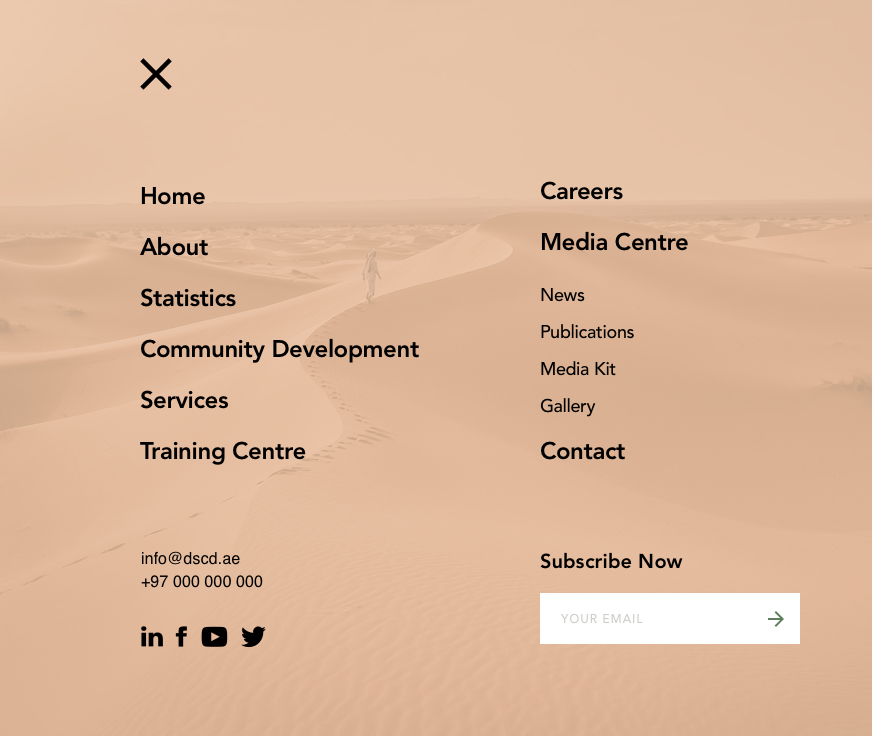 Home
About
Statistics
Community Development
Services
Training Centre
Careers
Media Centre
News
Publications
Media Kit
Gallery
Contact
info@dscd.ae
+97 000 000 000
Subscribe Now
YOUR EMAIL